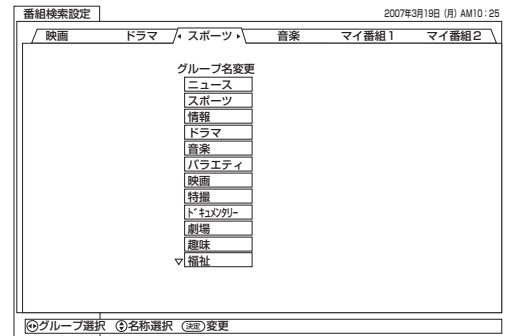 番組検索設定 2007年3月19日 (月) AM10:25
映画 ドラマ スポーツ 音楽 マイ番組1 マイ番組2
グループ名変更
ニュース
スポーツ
情報
ドラマ
音楽
バラエティ
映画
特撮
ドキュメンタリー
劇場
趣味
▽福祉
グループ選択 名称選択 決定 変更